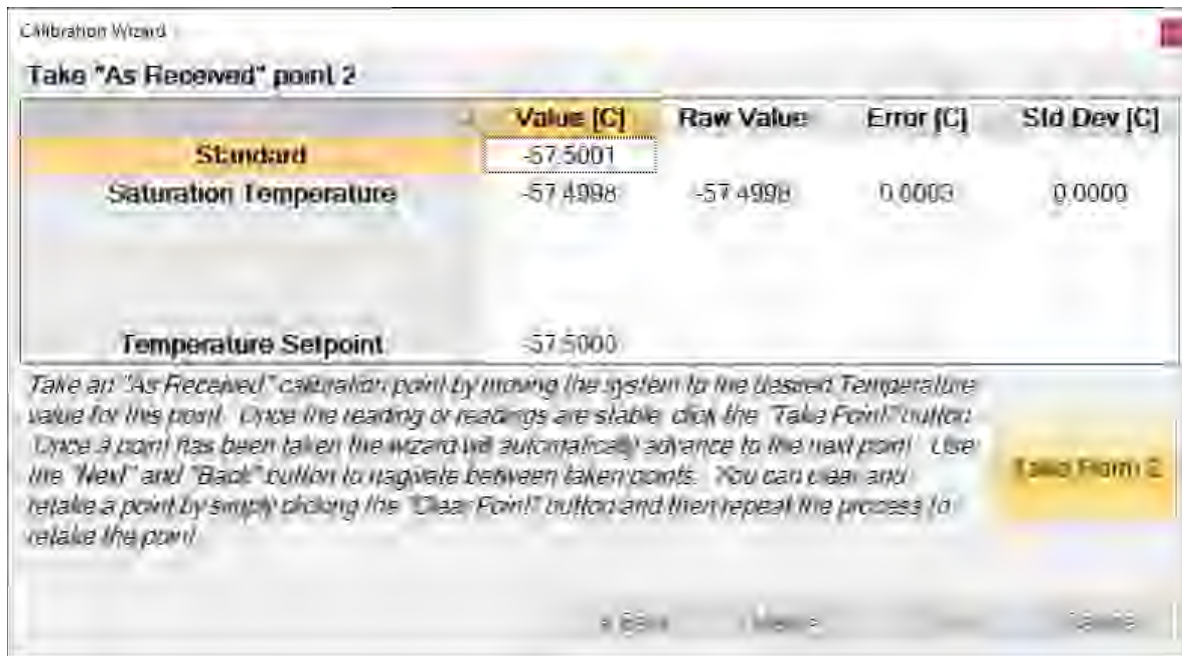 Calibration Wizard
Take "As Received" point 2
Value [C] Raw Value Error [C] Std Dev [C]
Standard -57.5001
Saturation Temperature -57.4998 -57.4998 0.0003 0.0000
Temperature Setpoint -57.5000
Take an "As Received" calibration point by moving the system to the desired Temperature
value for this point. Once the reading or readings are stable, click the "Take Point" button.
Once a point has been taken the wizard will automatically advance to the next point. Use
the "Next" and "Back" button to nagivate between taken points. You can clear and
retake a point by simply clicking the "Clear Point" button and then repeat the process to
retake the point.
Take Point 2
< Back
Cancel